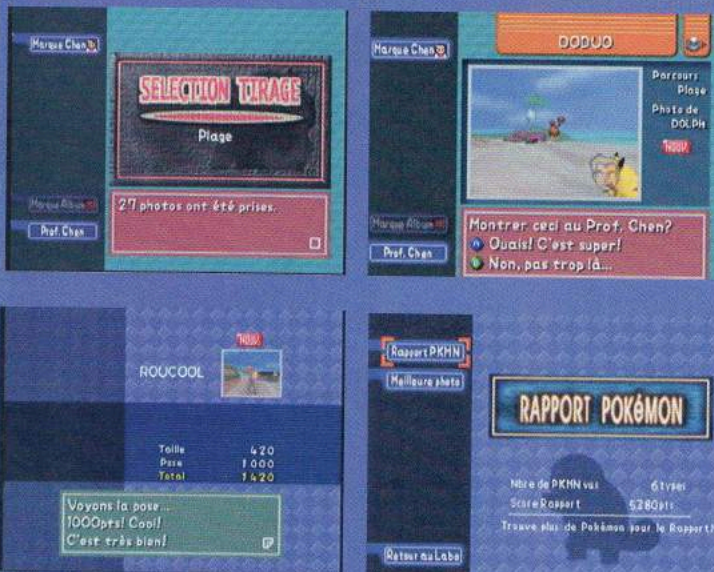 Marque Chen
SELECTION TIRAGE
Plage
Marque Album
27 photos ont été prises.
Prof. Chen
DODUO
Marque Chen
Parcours
Plage
Photo de
DOLPH
NOUV.
Marque Album
Montrer ceci au Prof. Chen?
A Ouais! C'est super!
B Non, pas trop là...
Prof. Chen
NOUV.
ROUCOOL
Taille 420
Pose 1000
Total 1420
Voyons la pose...
1000pts! Cool!
C'est très bien!
Rapport PKMN
Meilleure photo
RAPPORT POKéMON
Nbre de PKMN vus 6 types
Score Rapport 5280pts
Trouve plus de Pokémon pour le Rapport!
Retour au Labo